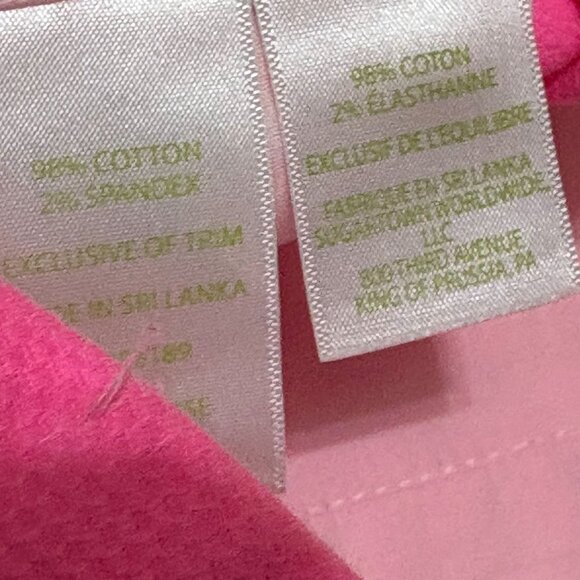 98% COTTON
2% SPANDEX
EXCLUSIVE OF TRIM
IN SRI LANKA
98% COTON
2% ÉLASTHANNE
EXCLUSIF DE L'EQUILIBRE
FABRIQUE EN SRI LANKA
SUGARTOWN WORLDWIDE
LLC
800 THIRD AVENUE
KING OF PRUSSIA, PA